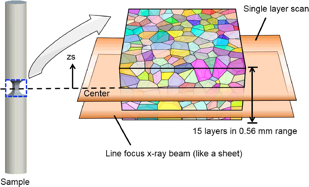 Single layer scan
zs
Center
15 layers in 0.56 mm range
Line focus x-ray beam (like a sheet)
Sample